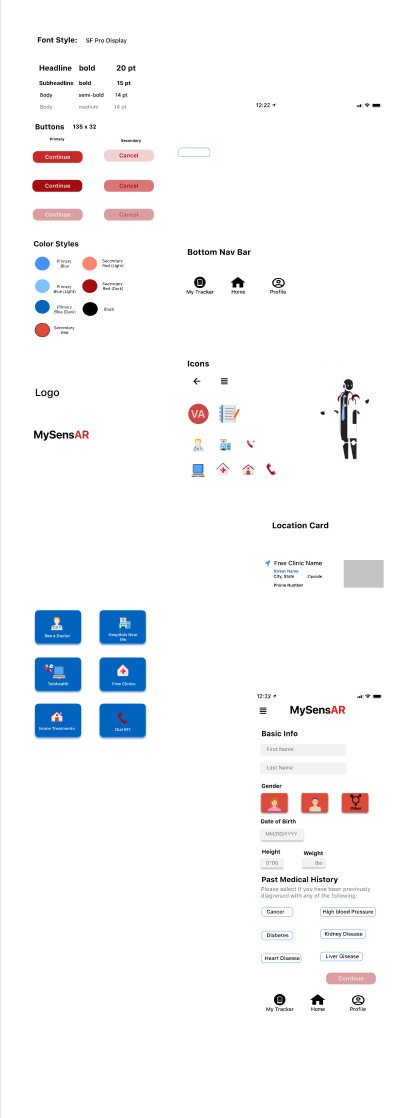 Font Style: SF Pro Display
Headline bold 20 pt
Subheadline bold 15 pt
Body semi-bold 14 pt
Body medium 14 pt
12:22
Buttons 135 x 32
Primary Secondary
Continue Cancel
Continue Cancel
Continue Cancel
Color Styles
Primary
Blue
Secondary
Red (Light)
Primary
Blue (Light)
Secondary
Red (Dark)
Primary
Blue (Dark)
Black
Secondary
Red
Bottom Nav Bar
My Tracker Home Profile
Icons
VA
Logo
MySensAR
Location Card
Free Clinic Name
Street Name
City, State Zipcode
Phone Number
See a Doctor
Hospitals Near
Me
Telehealth
Free Clinics
Home Treatments
Dial 911
12:22
MySensAR
Basic Info
First Name
Last Name
Gender
Other
Date of Birth
MM/DD/YYYY
Height Weight
0"00 lbs
Past Medical History
Please select if you have been previously
diagnosed with any of the following:
Cancer High blood Pressure
Diabetes Kidney Disease
Heart Disease Liver Disease
Continue
My Tracker Home Profile